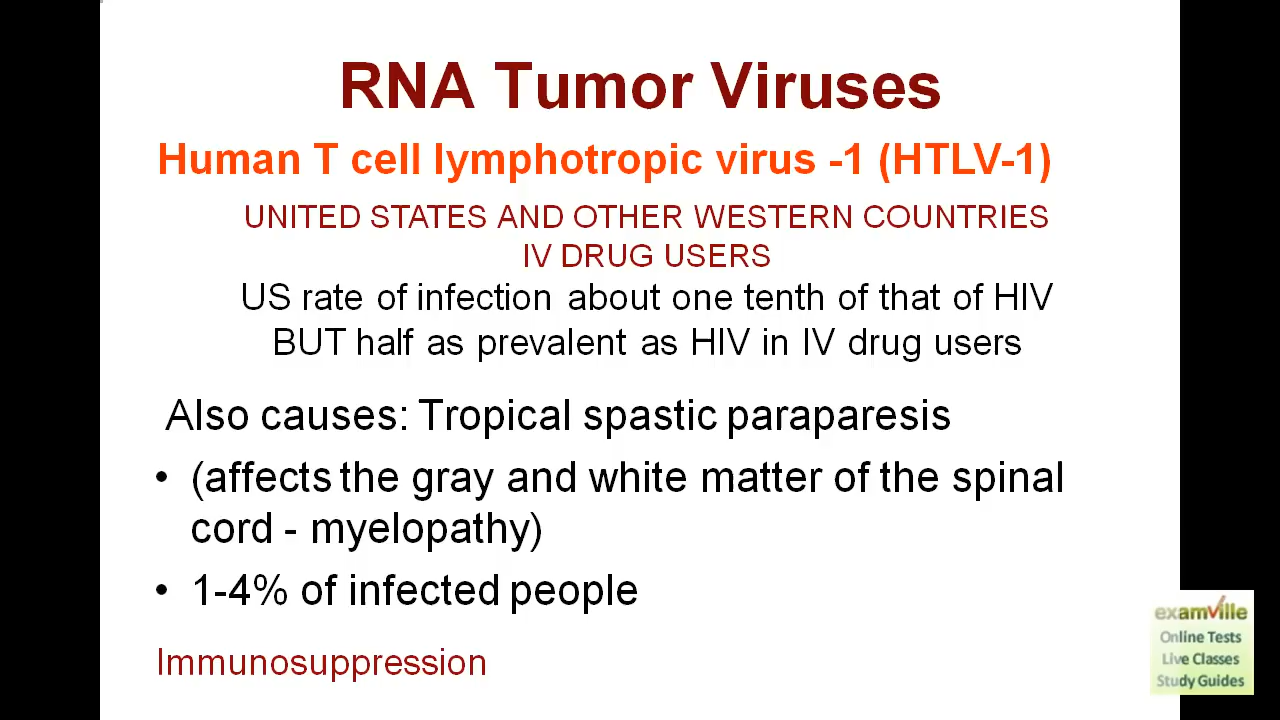 RNA Tumor Viruses
Human T cell lymphotropic virus -1 (HTLV-1)
UNITED STATES AND OTHER WESTERN COUNTRIES
IV DRUG USERS
US rate of infection about one tenth of that of HIV
BUT half as prevalent as HIV in IV drug users
Also causes: Tropical spastic paraparesis
• (affects the gray and white matter of the spinal
cord - myelopathy)
• 1-4% of infected people
Immunosuppression
examville
Online Tests
Live Classes
Study Guides